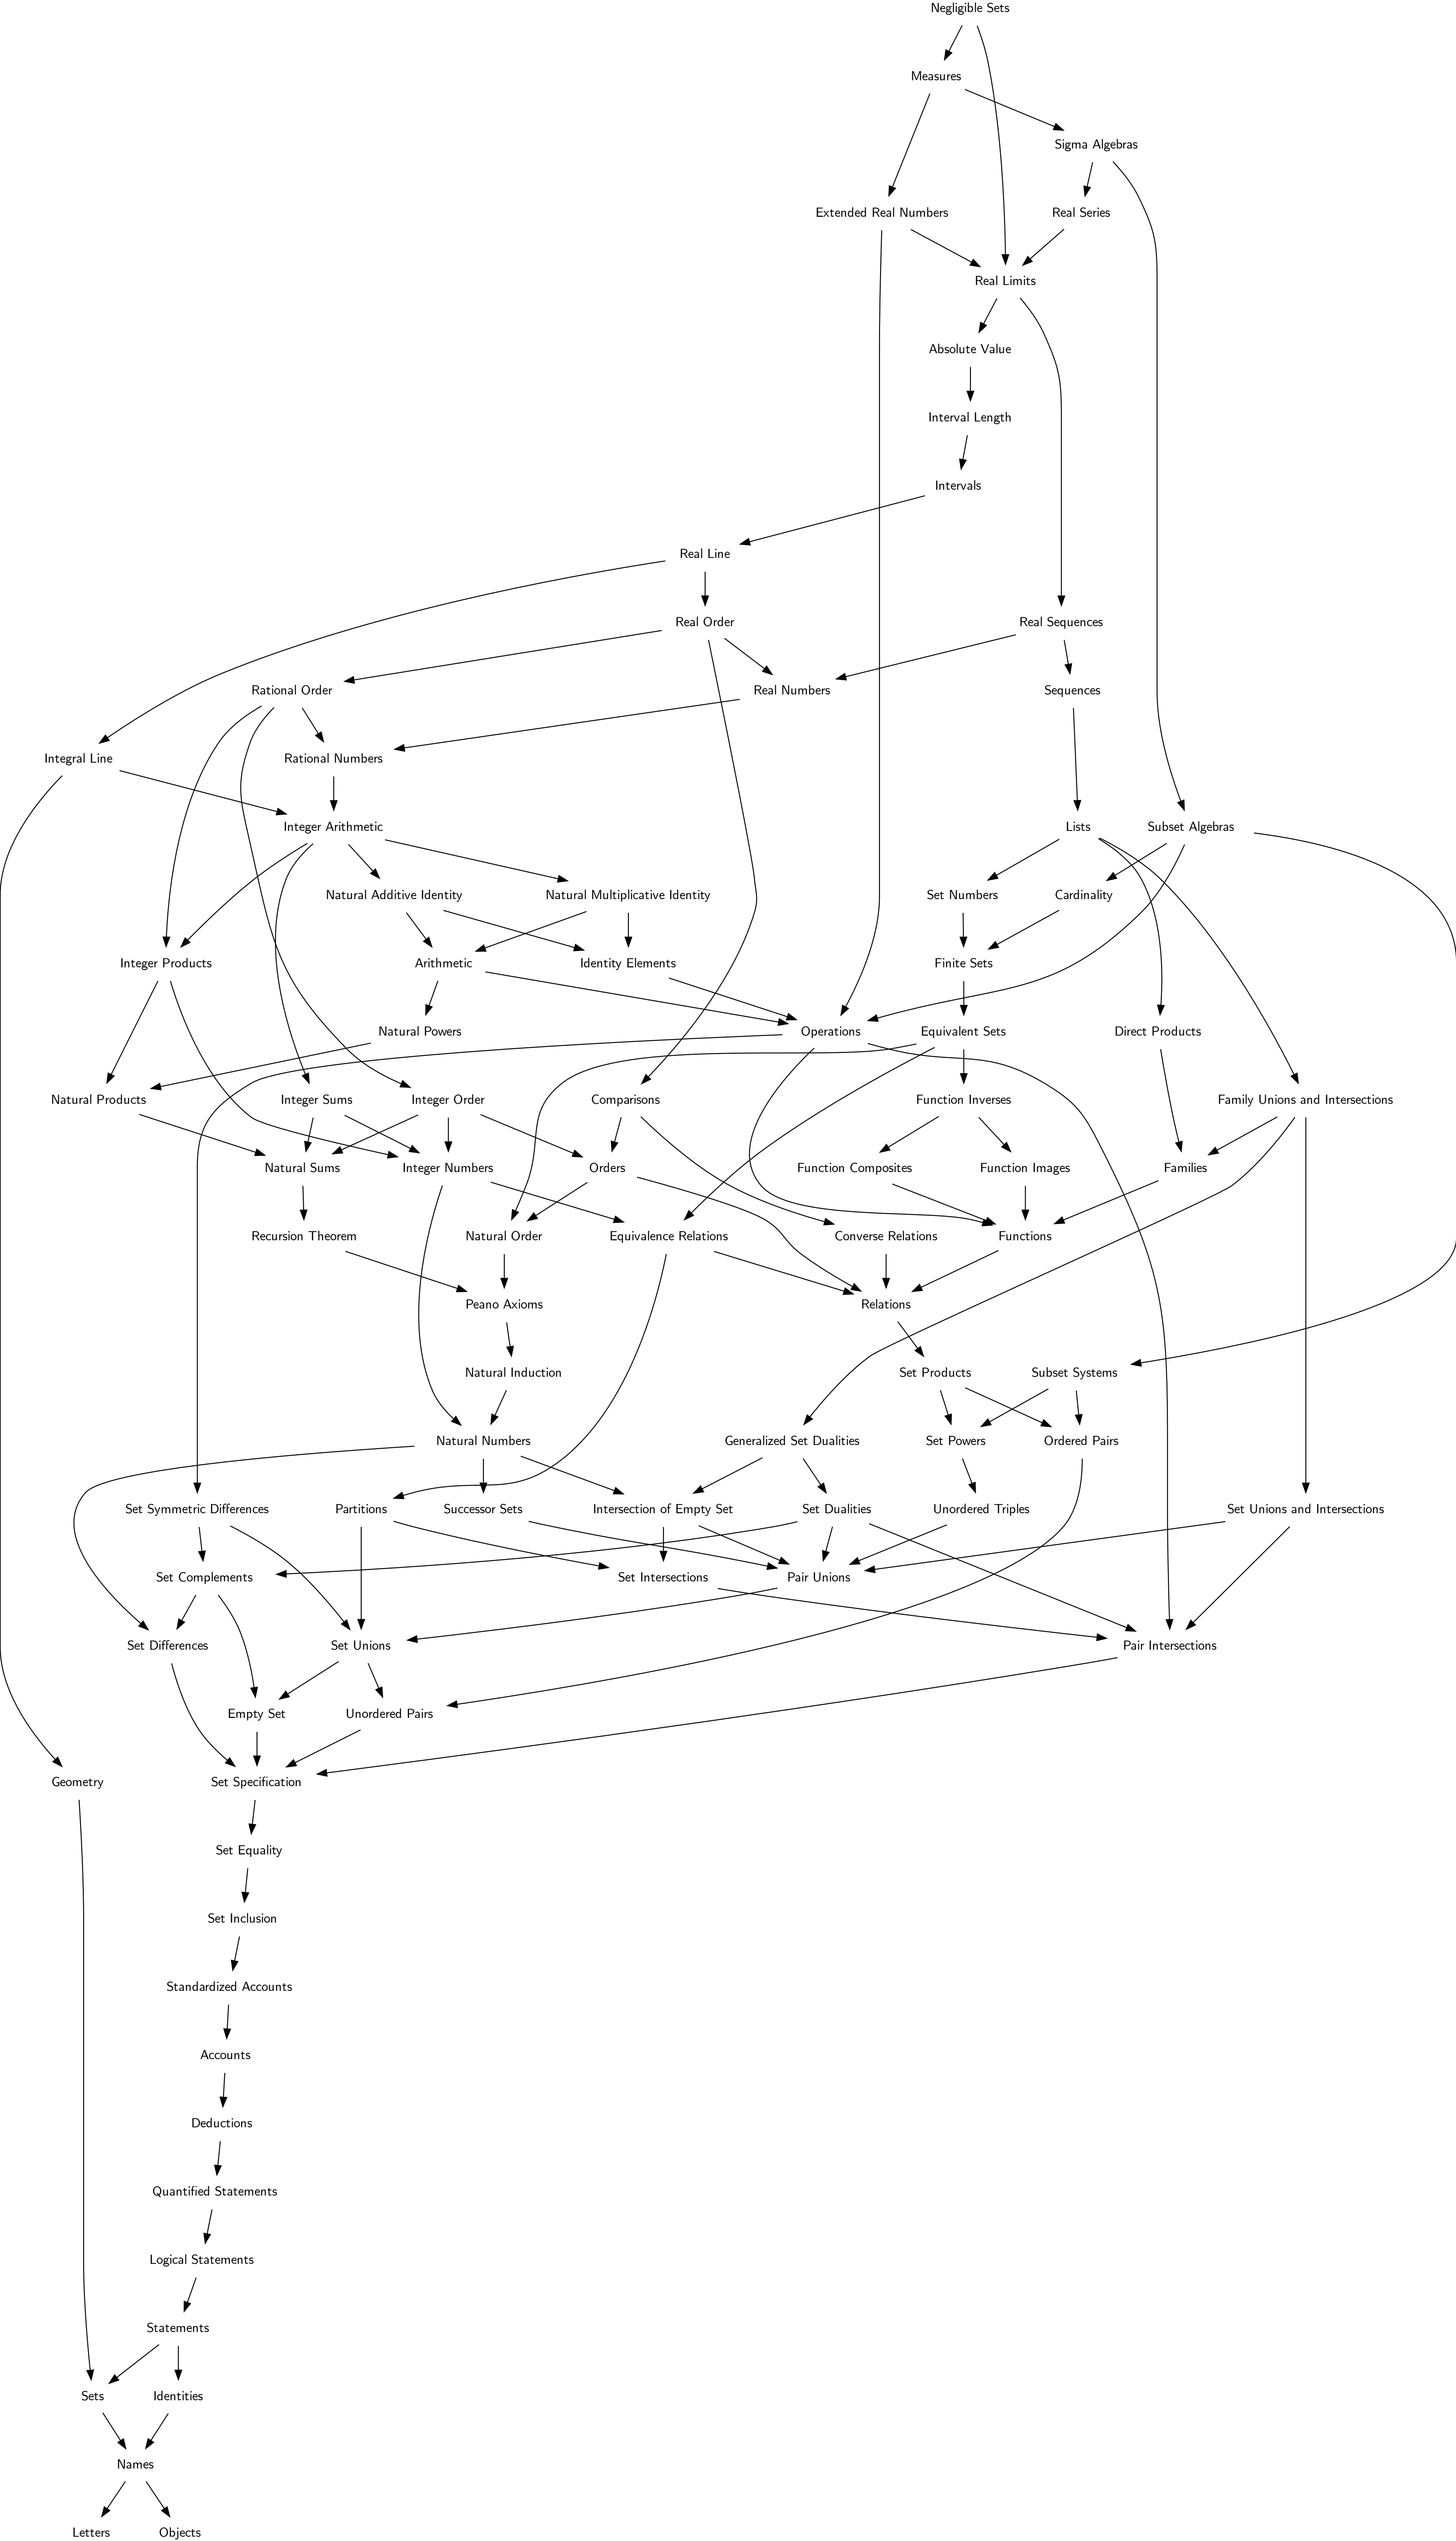 Negligible Sets
Measures
Sigma Algebras
Extended Real Numbers
Real Series
Real Limits
Absolute Value
Interval Length
Intervals
Real Line
Real Order
Real Sequences
Rational Order
Real Numbers
Sequences
Integral Line
Rational Numbers
Integer Arithmetic
Lists
Subset Algebras
Natural Additive Identity
Natural Multiplicative Identity
Set Numbers
Cardinality
Integer Products
Arithmetic
Identity Elements
Finite Sets
Natural Powers
Operations
Equivalent Sets
Direct Products
Natural Products
Integer Sums
Integer Order
Comparisons
Function Inverses
Family Unions and Intersections
Natural Sums
Integer Numbers
Orders
Function Composites
Function Images
Families
Recursion Theorem
Natural Order
Equivalence Relations
Converse Relations
Functions
Peano Axioms
Relations
Natural Induction
Set Products
Subset Systems
Natural Numbers
Generalized Set Dualities
Set Powers
Ordered Pairs
Set Symmetric Differences
Partitions
Successor Sets
Intersection of Empty Set
Set Dualities
Unordered Triples
Set Unions and Intersections
Set Complements
Set Intersections
Pair Unions
Set Differences
Set Unions
Pair Intersections
Empty Set
Unordered Pairs
Geometry
Set Specification
Set Equality
Set Inclusion
Standardized Accounts
Accounts
Deductions
Quantified Statements
Logical Statements
Statements
Sets
Identities
Names
Letters
Objects